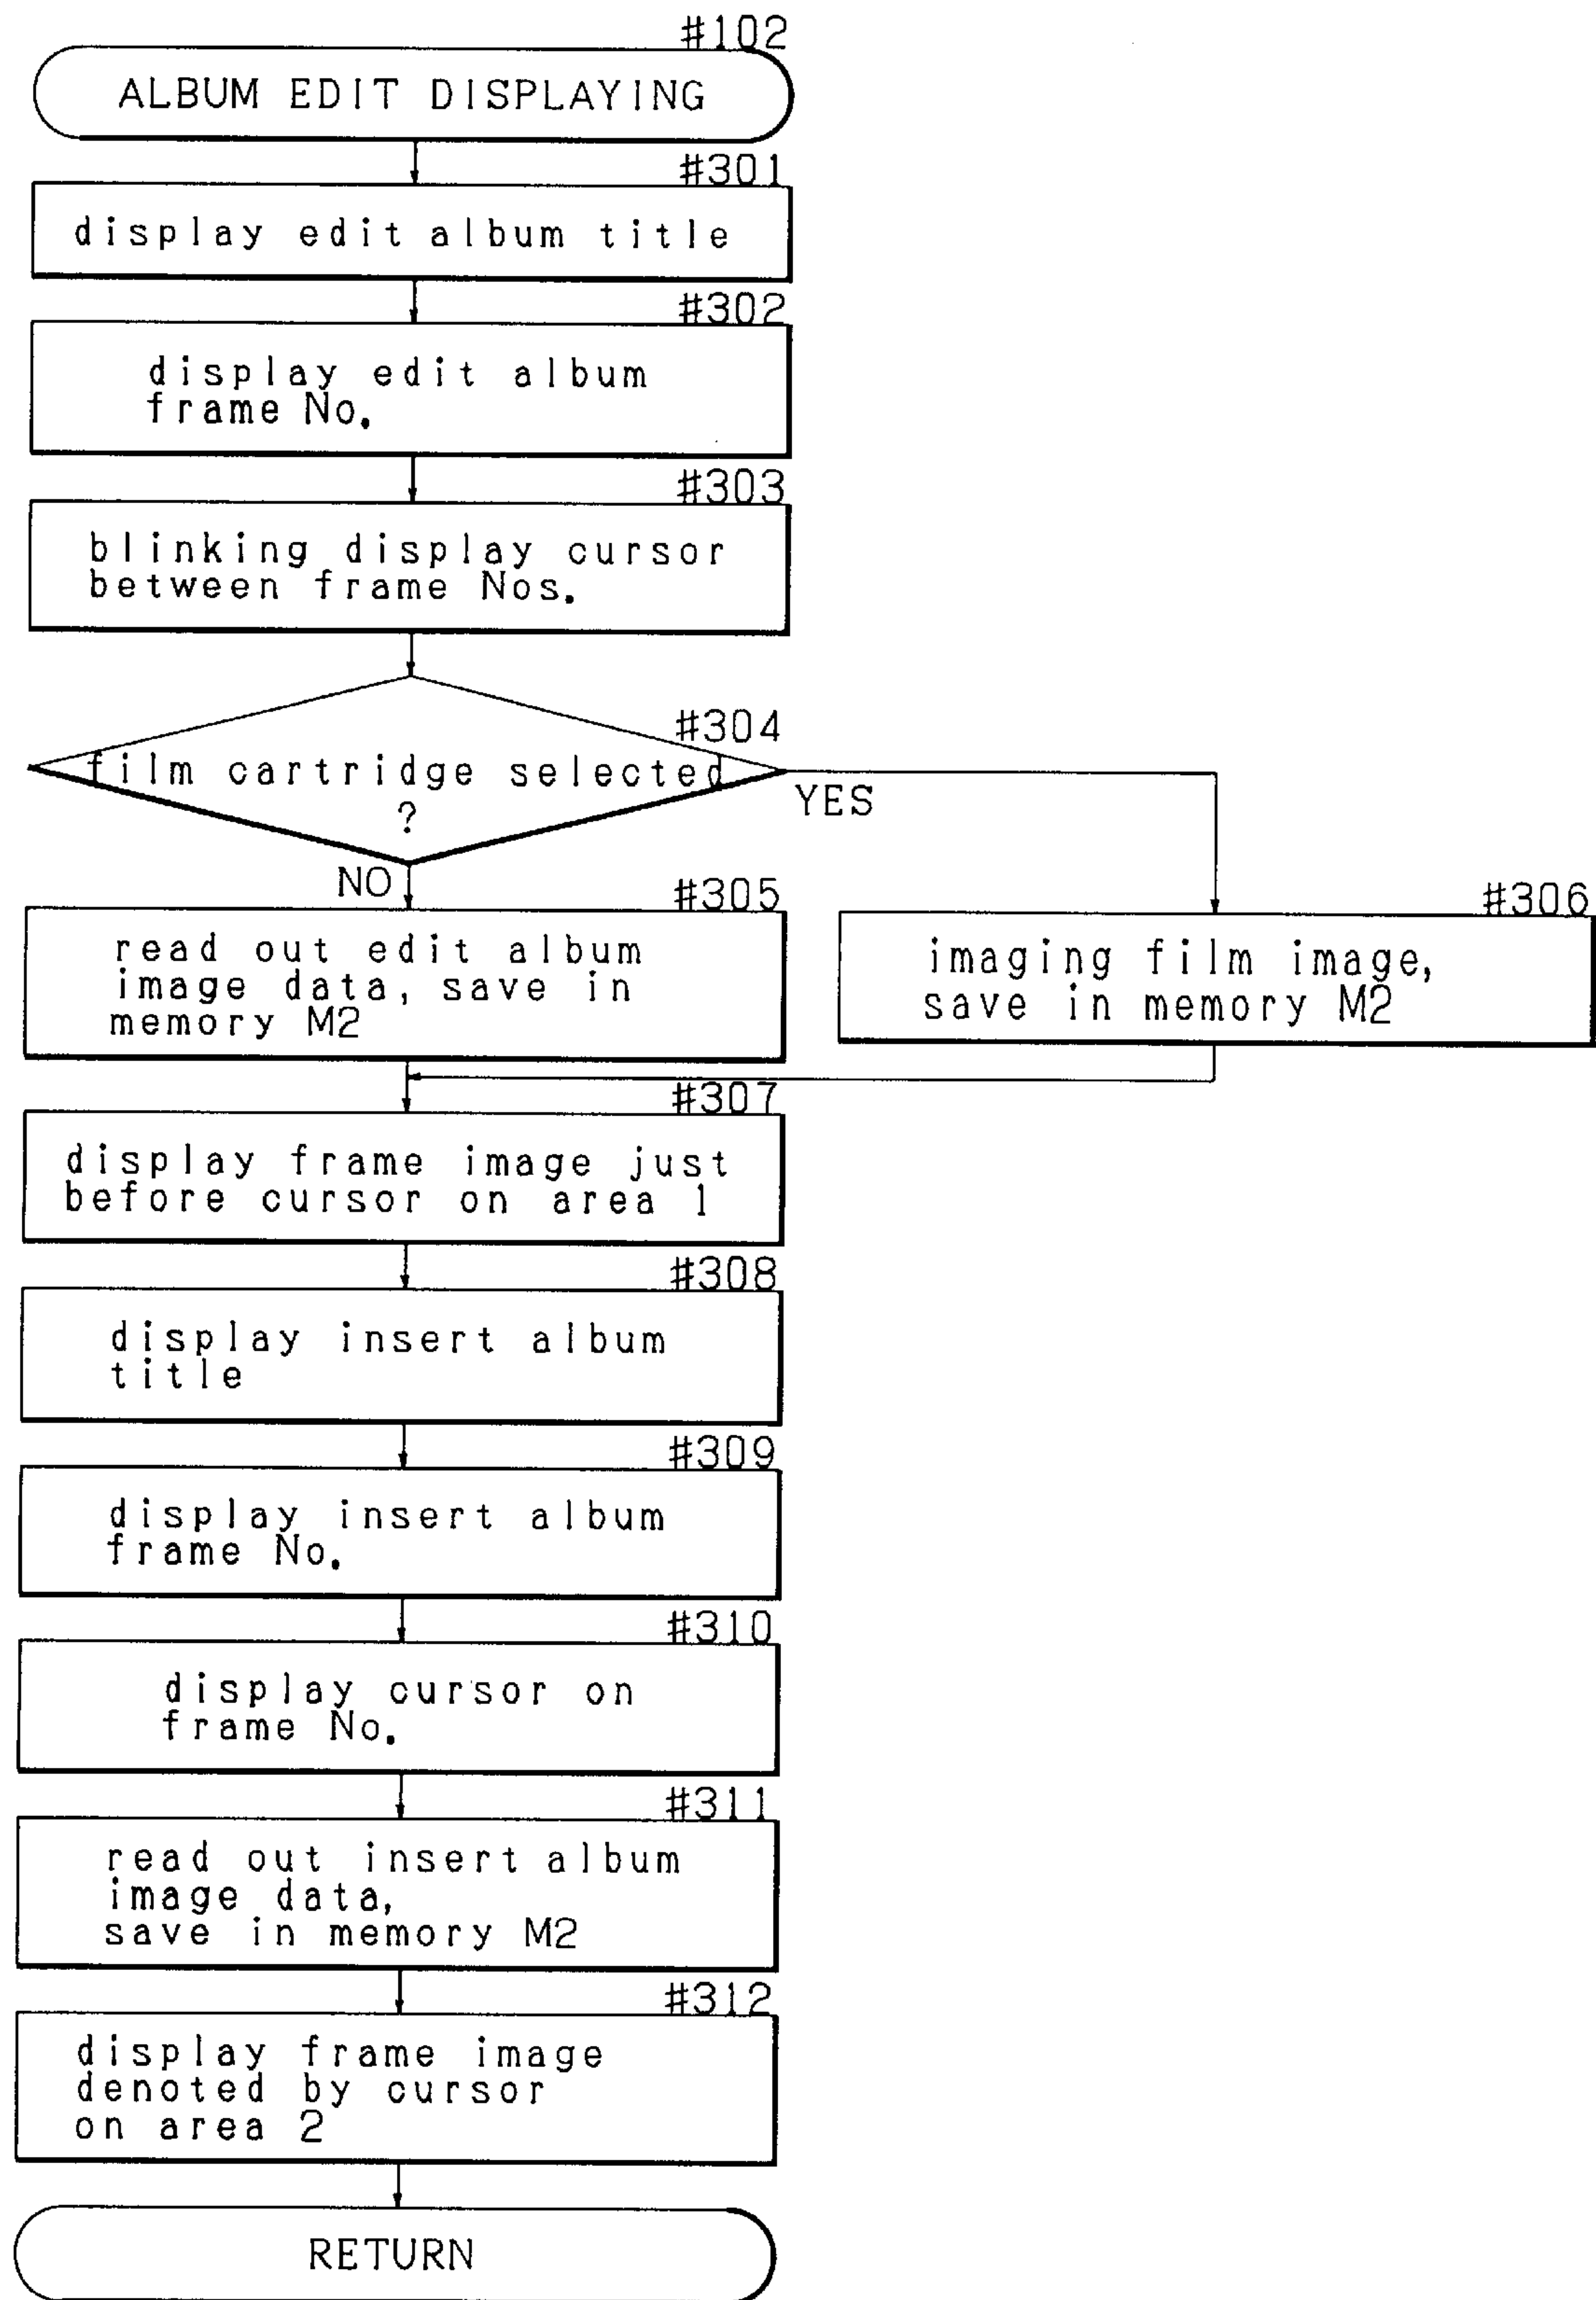 #102
ALBUM EDIT DISPLAYING
#301
display edit album title
#302
display edit album
frame No.
#303
blinking display cursor
between frame Nos.
#304
film cartridge selected
?
YES
NO
#305
read out edit album
image data, save in
memory M2
#306
imaging film image,
save in memory M2
#307
display frame image just
before cursor on area 1
#308
display insert album
title
#309
display insert album
frame No.
#310
display cursor on
frame No.
#311
read out insert album
image data,
save in memory M2
#312
display frame image
denoted by cursor
on area 2
RETURN